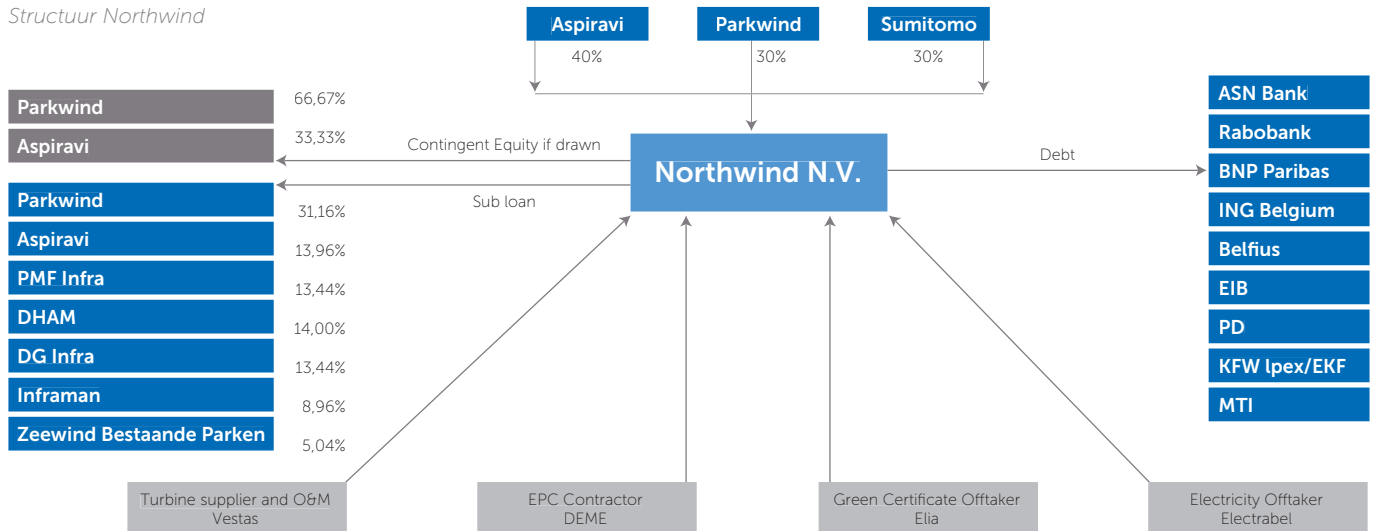 Structuur Northwind
Aspiravi
Parkwind
Sumitomo
40%
30%
30%
Parkwind
66,67%
Aspiravi
33,33%
Contingent Equity if drawn
Sub loan
Northwind N.V.
Debt
Parkwind
31,16%
Aspiravi
13,96%
PMF Infra
13,44%
DHAM
14,00%
DG Infra
13,44%
Inframan
8,96%
Zeewind Bestaande Parken
5,04%
ASN Bank
Rabobank
BNP Paribas
ING Belgium
Belfius
EIB
PD
KFW lpex/EKF
MTI
Turbine supplier and O&M
Vestas
EPC Contractor
DEME
Green Certificate Offtaker
Elia
Electricity Offtaker
Electrabel